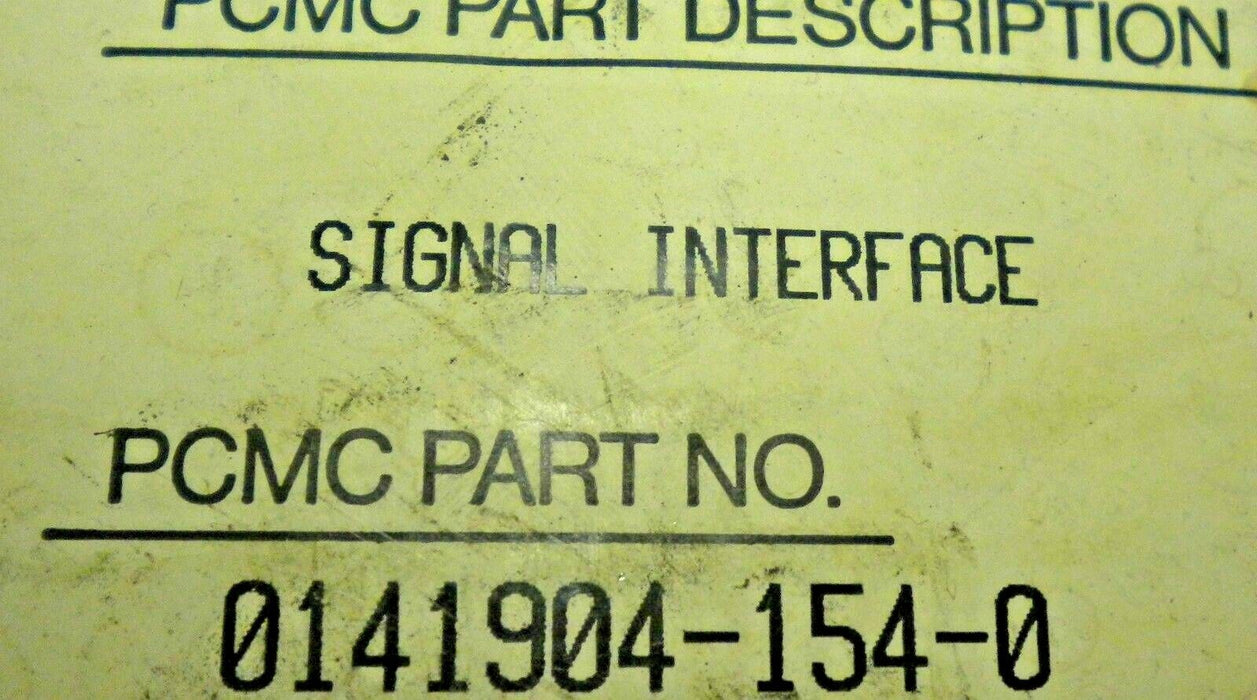 PCMC PART DESCRIPTION
SIGNAL INTERFACE
PCMC PART NO.
0141904-154-0